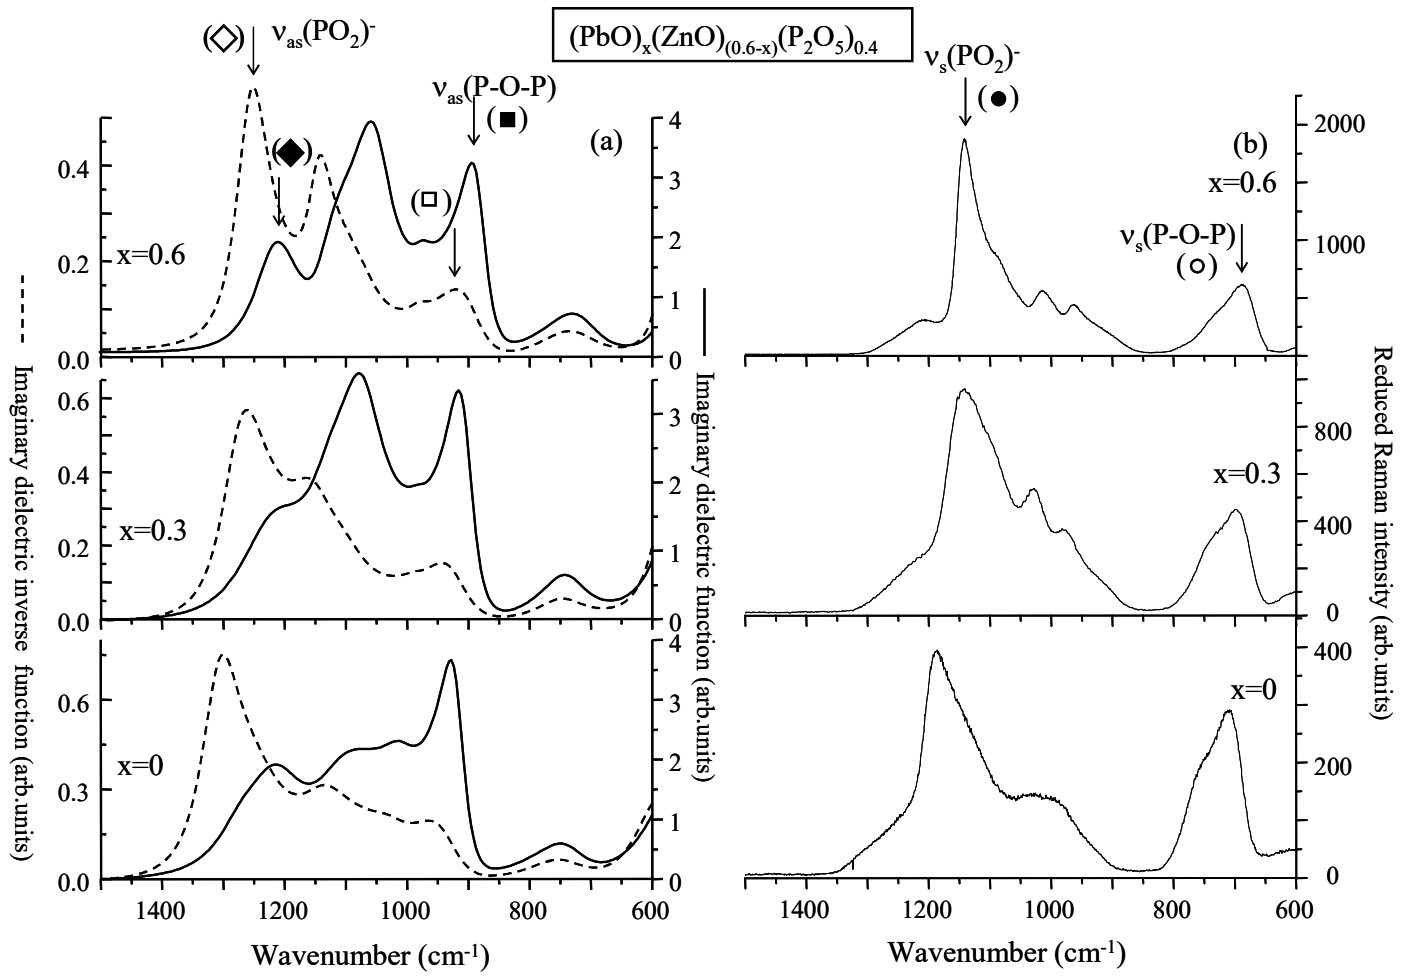 (PbO)x(ZnO)(0.6-x)(P2O5)0.4
(◇) νas(PO2)-
νas(P-O-P)
(■)
(◆)
(□)
(a)
x=0.6
0.4
0.2
0.0
4
3
2
1
0
x=0.3
0.6
0.4
0.2
0.0
3
2
1
0
x=0
0.6
0.3
0.0
4
3
2
1
0
1400 1200 1000 800 600
Wavenumber (cm-1)
Imaginary dielectric inverse function (arb.units)
Imaginary dielectric function (arb.units)
νs(PO2)-
(●)
(b)
x=0.6
νs(P-O-P)
(○)
2000
1000
x=0.3
800
400
0
x=0
400
200
0
1400 1200 1000 800 600
Wavenumber (cm-1)
Reduced Raman intensity (arb.units)